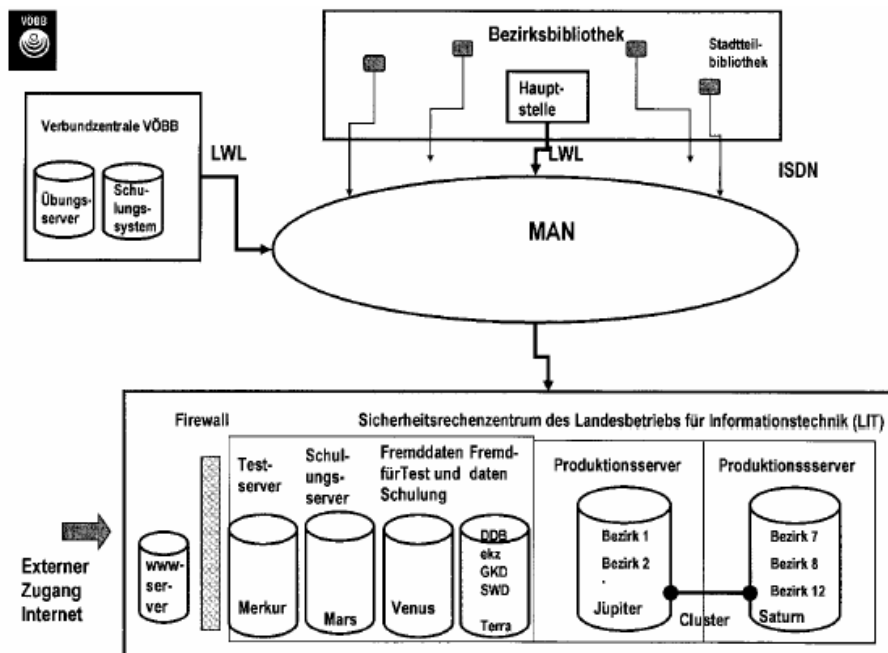 VÖBB
Bezirksbibliothek
Stadtteil-
bibliothek
Haupt-
stelle
Verbundzentrale VÖBB
LWL
LWL
ISDN
Übungs-
server
Schu-
lungs-
system
MAN
Firewall
Sicherheitsrechenzentrum des Landesbetriebs für Informationstechnik (LIT)
Test-
server
Schul-
ungs-
server
Fremddaten
fürTest und
Schulung
Fremd-
daten
Produktionsserver
Produktionssserver
Externer
Zugang
Internet
www-
ser-
ver
Merkur
Mars
Venus
DDB
ekz
GKD
SWD
Terra
Bezirk 1
Bezirk 2
.
Jüpiter
Cluster
Bezirk 7
Bezirk 8
Bezirk 12
Saturn